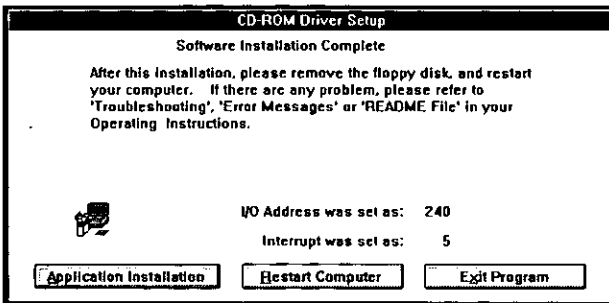 CD-ROM Driver Setup
Software Installation Complete
After this installation, please remove the floppy disk, and restart
your computer. If there are any problem, please refer to
'Troubleshooting', 'Error Messages' or 'README File' in your
Operating Instructions.
I/O Address was set as: 240
Interrupt was set as: 5
Application Installation
Restart Computer
Exit Program